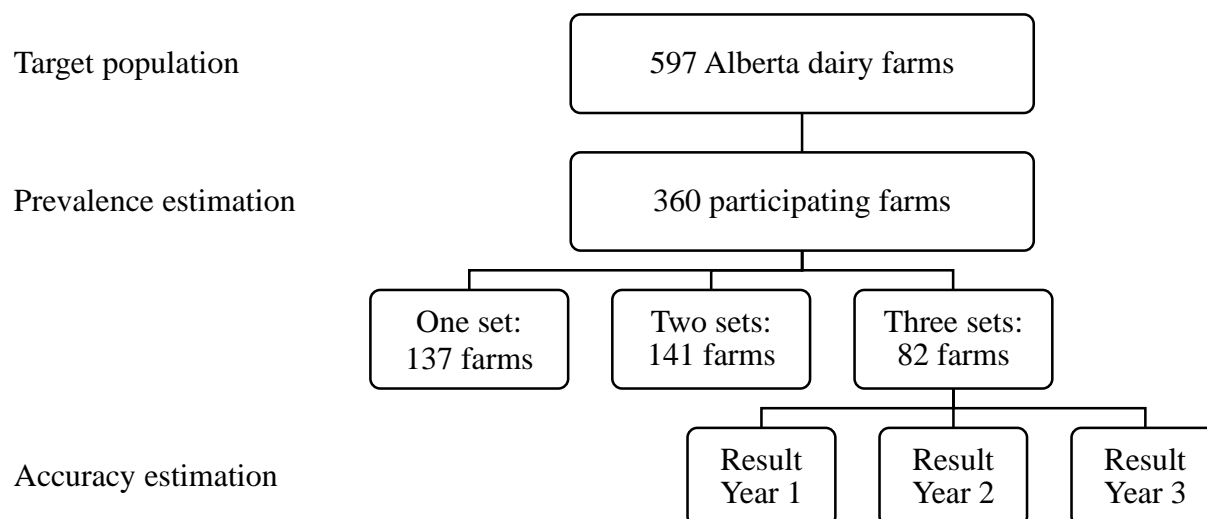 Target population
597 Alberta dairy farms
Prevalence estimation
360 participating farms
One set:
137 farms
Two sets:
141 farms
Three sets:
82 farms
Accuracy estimation
Result
Year 1
Result
Year 2
Result
Year 3